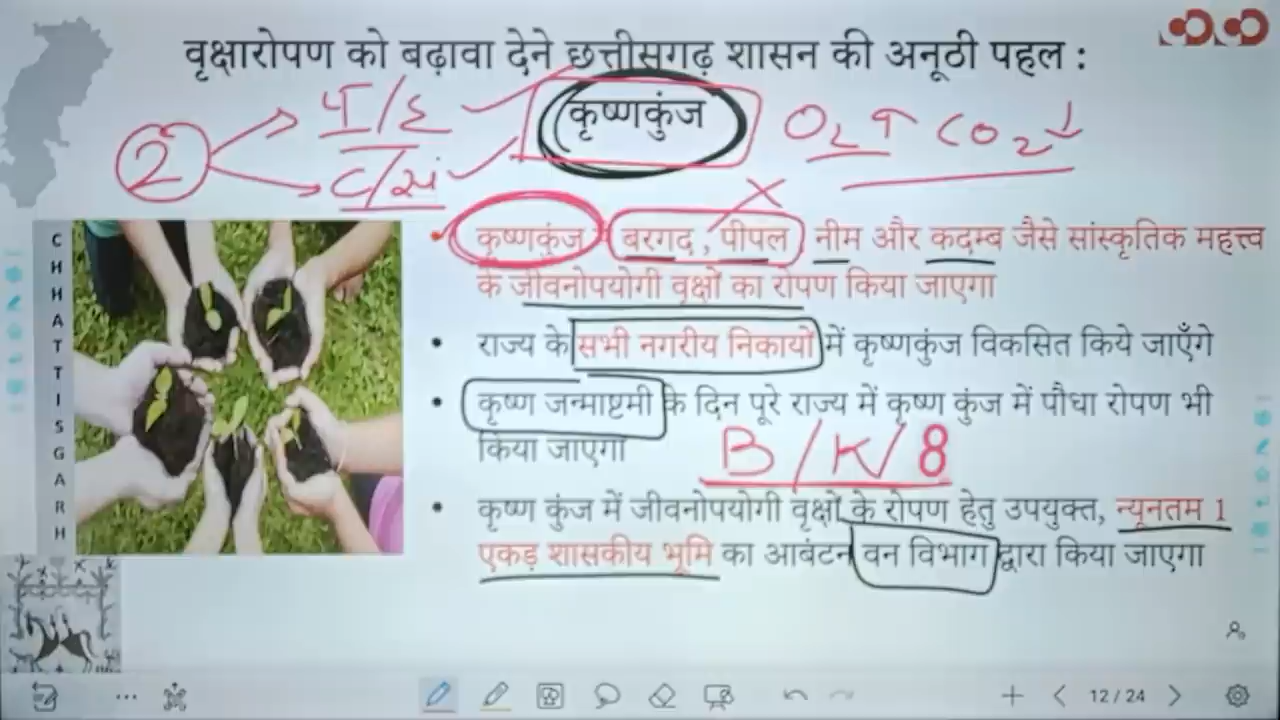 वृक्षारोपण को बढ़ावा देने छत्तीसगढ़ शासन की अनूठी पहल :
कृष्णकुंज
O₂ ↑ CO₂ ↓
2
कृष्णकुंज बरगद, पीपल नीम और कदम्ब जैसे सांस्कृतिक महत्त्व
के जीवनोपयोगी वृक्षों का रोपण किया जाएगा
राज्य के सभी नगरीय निकायों में कृष्णकुंज विकसित किये जाएँगे
कृष्ण जन्माष्टमी के दिन पूरे राज्य में कृष्ण कुंज में पौधा रोपण भी
किया जाएगा
B/K/8
कृष्ण कुंज में जीवनोपयोगी वृक्षों के रोपण हेतु उपयुक्त, न्यूनतम 1
एकड़ शासकीय भूमि का आबंटन वन विभाग द्वारा किया जाएगा
CHHATTISGARH
12/24